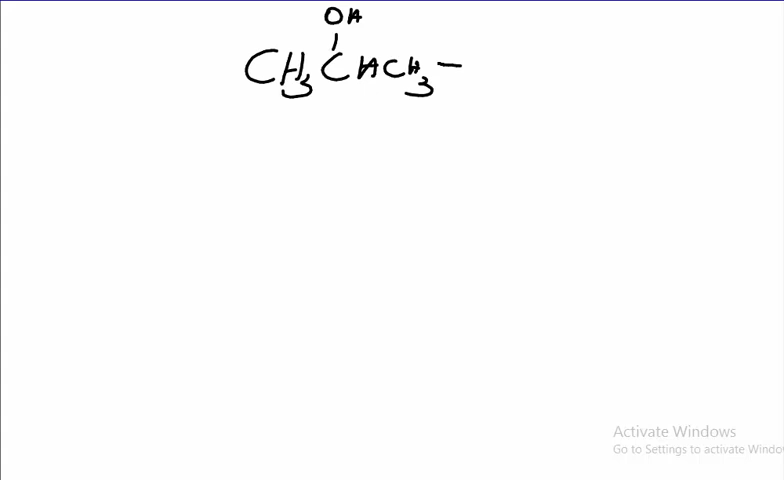 OH
CH3CHCH3 –
Activate Windows
Go to Settings to activate Windo